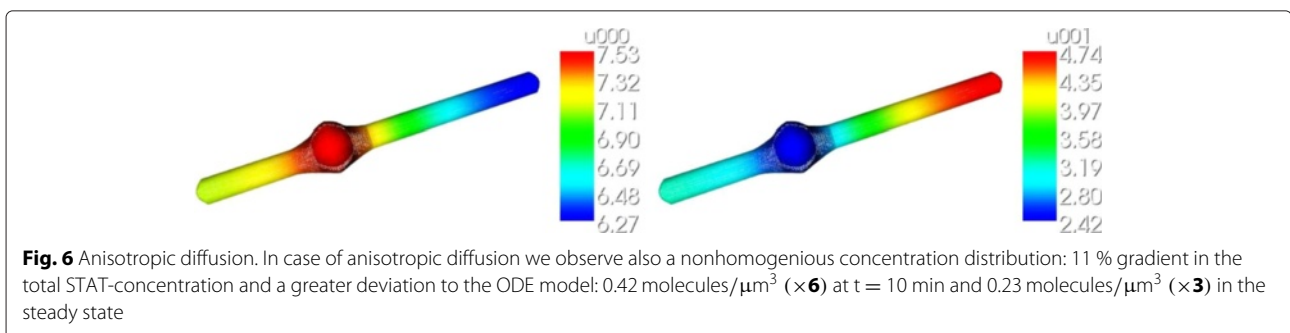 u000
7.53
7.32
7.11
6.90
6.69
6.48
6.27
u001
4.74
4.35
3.97
3.58
3.19
2.80
2.42
Fig. 6 Anisotropic diffusion. In case of anisotropic diffusion we observe also a nonhomogenious concentration distribution: 11 % gradient in the
total STAT-concentration and a greater deviation to the ODE model: 0.42 molecules/μm³ (×6) at t = 10 min and 0.23 molecules/μm³ (×3) in the
steady state